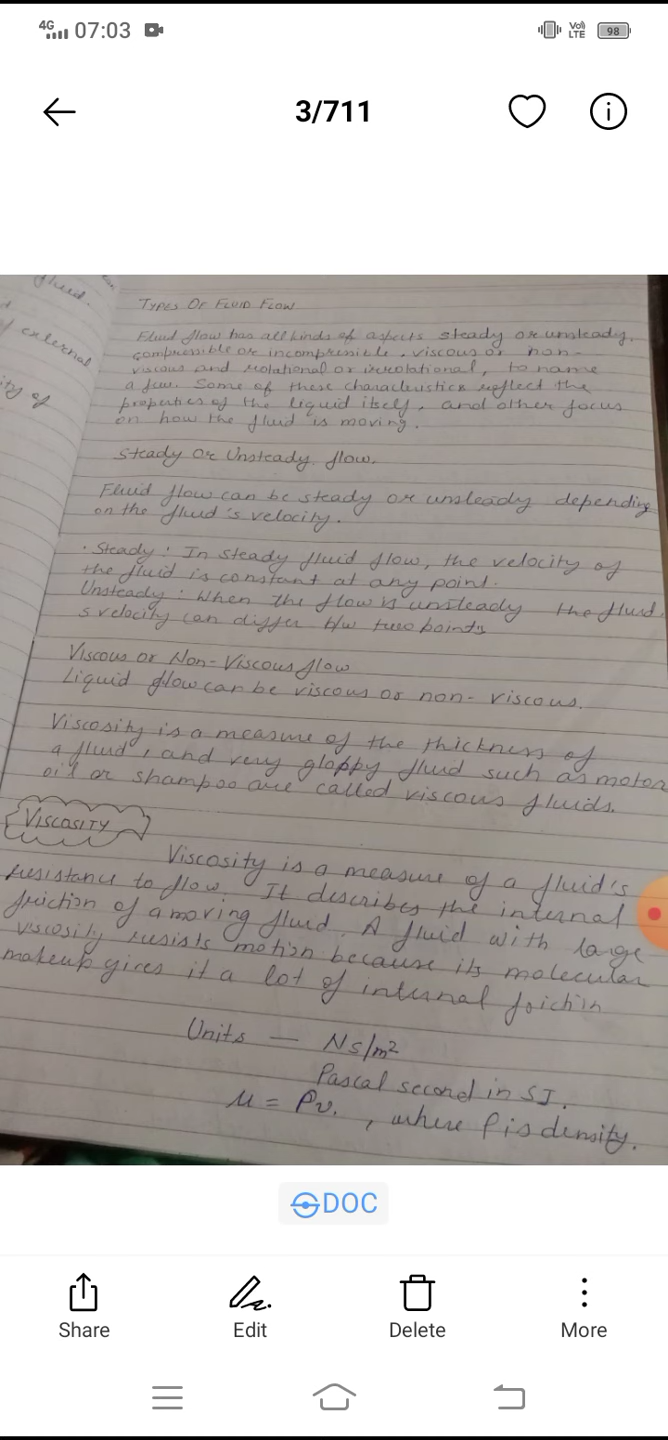 4G 07:03 VoI) LTE 98
3/711
fluid.
of external
ity of
TYPES OF FLUID FLOW
Fluid flow has all kinds of aspects steady or unsteady,
compressible or incompressible, viscous or non-
viscous and rotational or irrotational, to name
a few. Some of these characteristics reflect the
properties of the liquid itself, and other focus
on how the fluid is moving.
Steady Or Unsteady flow.
Fluid flow can be steady or unsteady depending
on the fluid's velocity.
· Steady : In steady fluid flow, the velocity of
the fluid is constant at any point.
Unsteady : When the flow is unsteady the fluid
s velocity can differ b/w two points
Viscous or Non-Viscous flow
Liquid flow can be viscous or non-viscous.
Viscosity is a measure of the thickness of
a fluid, and very gloppy fluid such as motor
oil or shampoo are called viscous fluids.
VISCOSITY
Viscosity is a measure of a fluid's
resistance to flow. It describes the internal
friction of a moving fluid. A fluid with large
viscosity resists motion because its molecular
makeup gives it a lot of internal friction
Units — Ns/m²
Pascal second in SI.
μ = ρν. , where ρ is density.
DOC
Share Edit Delete More